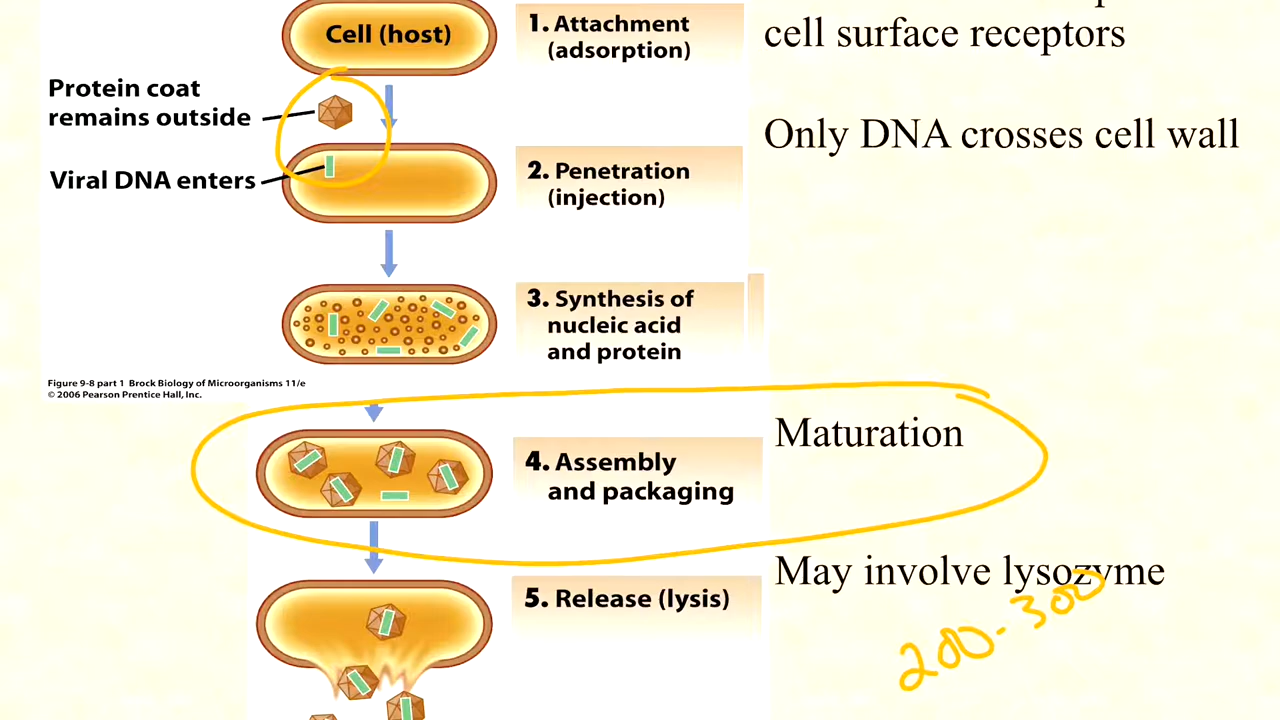 Cell (host)
1. Attachment
(adsorption)
cell surface receptors
Protein coat
remains outside
Only DNA crosses cell wall
Viral DNA enters
2. Penetration
(injection)
3. Synthesis of
nucleic acid
and protein
Figure 9-8 part 1 Brock Biology of Microorganisms 11/e
© 2006 Pearson Prentice Hall, Inc.
Maturation
4. Assembly
and packaging
May involve lysozyme
5. Release (lysis)
200-300